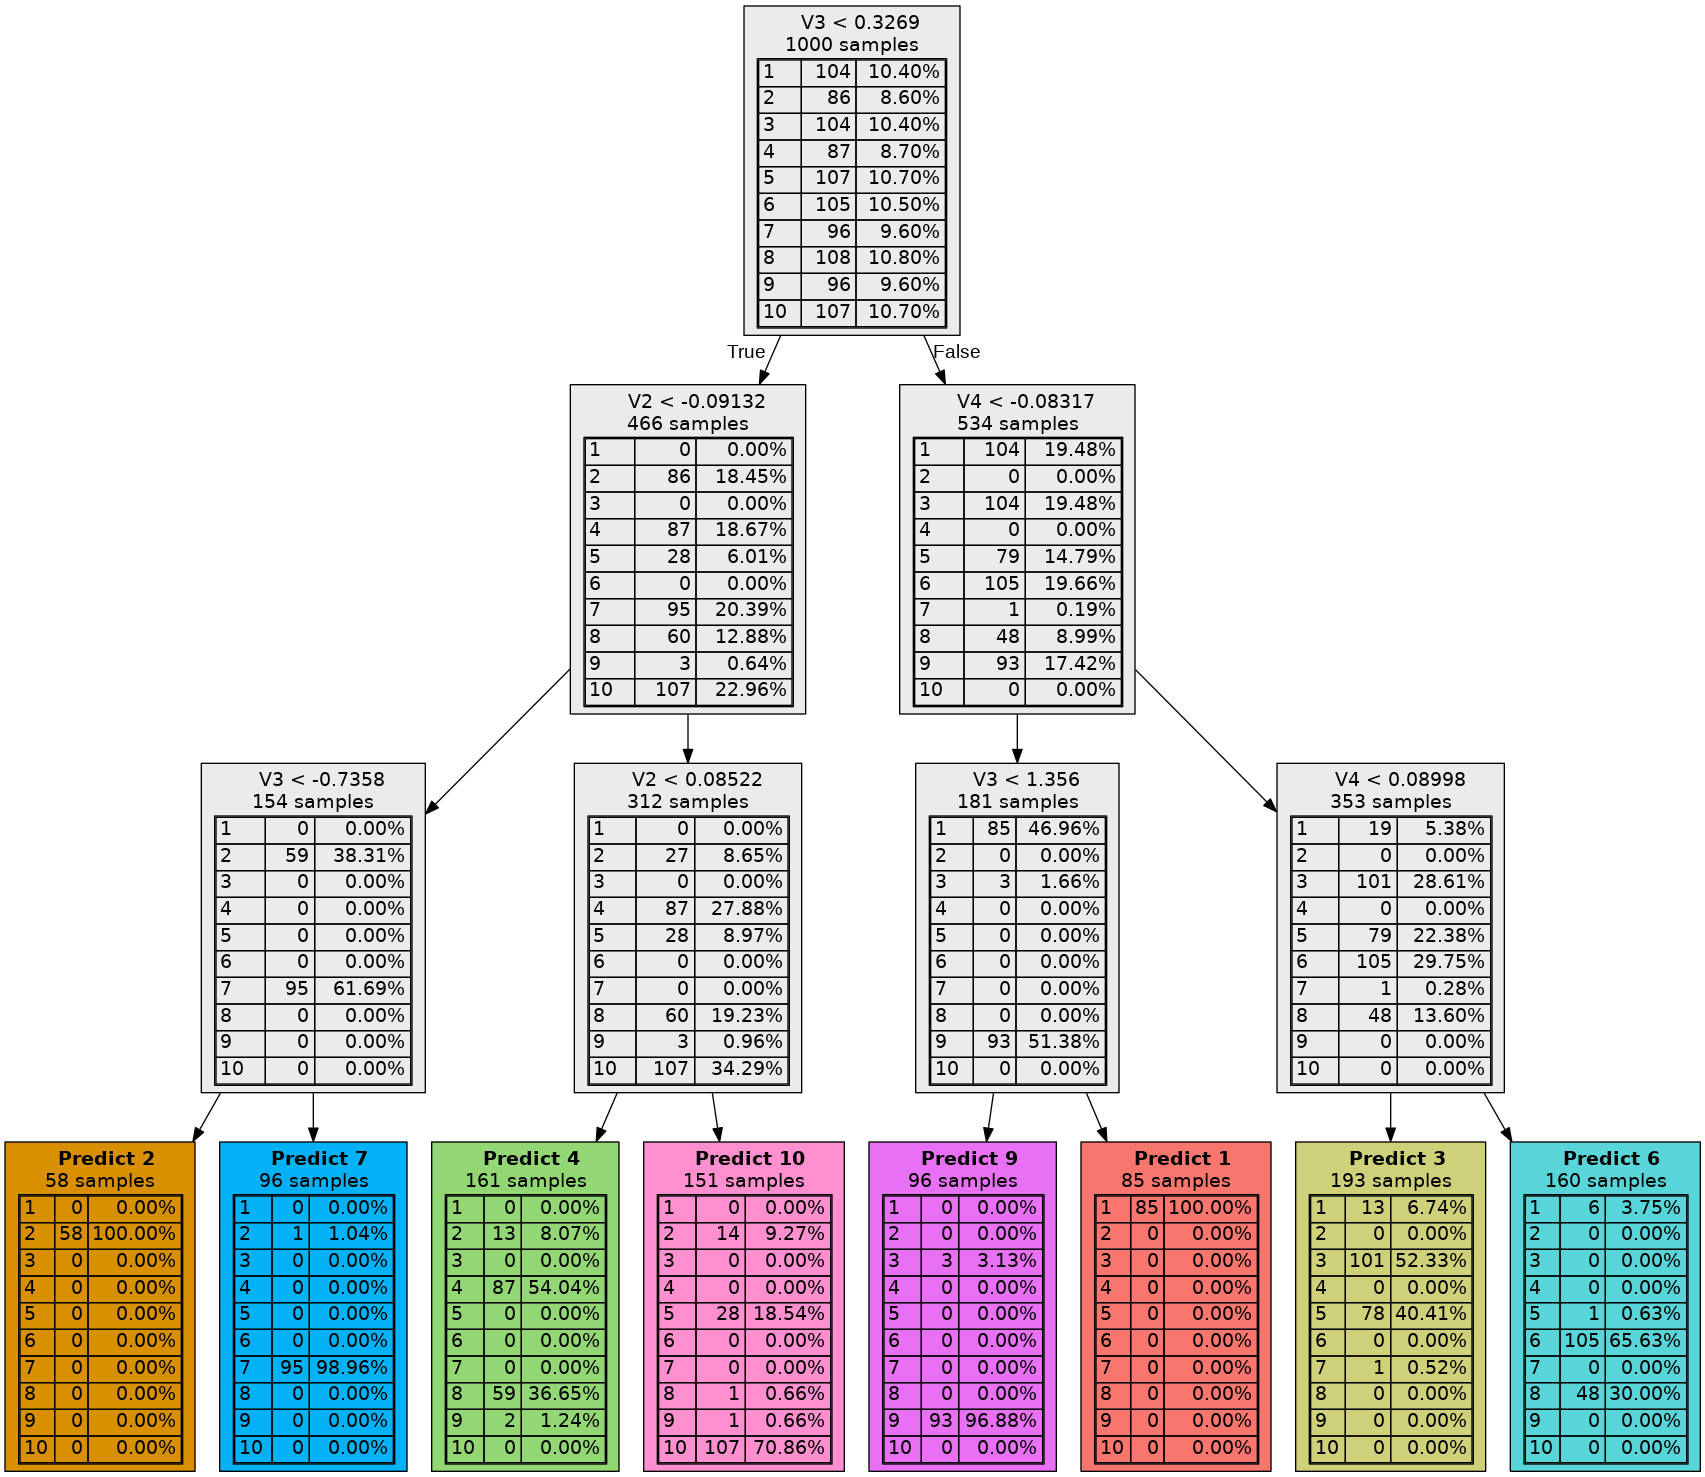 V3 < 0.3269
1000 samples
1 104 10.40%
2 86 8.60%
3 104 10.40%
4 87 8.70%
5 107 10.70%
6 105 10.50%
7 96 9.60%
8 108 10.80%
9 96 9.60%
10 107 10.70%
True
False
V2 < -0.09132
466 samples
1 0 0.00%
2 86 18.45%
3 0 0.00%
4 87 18.67%
5 28 6.01%
6 0 0.00%
7 95 20.39%
8 60 12.88%
9 3 0.64%
10 107 22.96%
V4 < -0.08317
534 samples
1 104 19.48%
2 0 0.00%
3 104 19.48%
4 0 0.00%
5 79 14.79%
6 105 19.66%
7 1 0.19%
8 48 8.99%
9 93 17.42%
10 0 0.00%
V3 < -0.7358
154 samples
1 0 0.00%
2 59 38.31%
3 0 0.00%
4 0 0.00%
5 0 0.00%
6 0 0.00%
7 95 61.69%
8 0 0.00%
9 0 0.00%
10 0 0.00%
V2 < 0.08522
312 samples
1 0 0.00%
2 27 8.65%
3 0 0.00%
4 87 27.88%
5 28 8.97%
6 0 0.00%
7 0 0.00%
8 60 19.23%
9 3 0.96%
10 107 34.29%
V3 < 1.356
181 samples
1 85 46.96%
2 0 0.00%
3 3 1.66%
4 0 0.00%
5 0 0.00%
6 0 0.00%
7 0 0.00%
8 0 0.00%
9 93 51.38%
10 0 0.00%
V4 < 0.08998
353 samples
1 19 5.38%
2 0 0.00%
3 101 28.61%
4 0 0.00%
5 79 22.38%
6 105 29.75%
7 1 0.28%
8 48 13.60%
9 0 0.00%
10 0 0.00%
Predict 2
58 samples
1 0 0.00%
2 58 100.00%
3 0 0.00%
4 0 0.00%
5 0 0.00%
6 0 0.00%
7 0 0.00%
8 0 0.00%
9 0 0.00%
10 0 0.00%
Predict 7
96 samples
1 0 0.00%
2 1 1.04%
3 0 0.00%
4 0 0.00%
5 0 0.00%
6 0 0.00%
7 95 98.96%
8 0 0.00%
9 0 0.00%
10 0 0.00%
Predict 4
161 samples
1 0 0.00%
2 13 8.07%
3 0 0.00%
4 87 54.04%
5 0 0.00%
6 0 0.00%
7 0 0.00%
8 59 36.65%
9 2 1.24%
10 0 0.00%
Predict 10
151 samples
1 0 0.00%
2 14 9.27%
3 0 0.00%
4 0 0.00%
5 28 18.54%
6 0 0.00%
7 0 0.00%
8 1 0.66%
9 1 0.66%
10 107 70.86%
Predict 9
96 samples
1 0 0.00%
2 0 0.00%
3 3 3.13%
4 0 0.00%
5 0 0.00%
6 0 0.00%
7 0 0.00%
8 0 0.00%
9 93 96.88%
10 0 0.00%
Predict 1
85 samples
1 85 100.00%
2 0 0.00%
3 0 0.00%
4 0 0.00%
5 0 0.00%
6 0 0.00%
7 0 0.00%
8 0 0.00%
9 0 0.00%
10 0 0.00%
Predict 3
193 samples
1 13 6.74%
2 0 0.00%
3 101 52.33%
4 0 0.00%
5 78 40.41%
6 0 0.00%
7 1 0.52%
8 0 0.00%
9 0 0.00%
10 0 0.00%
Predict 6
160 samples
1 6 3.75%
2 0 0.00%
3 0 0.00%
4 0 0.00%
5 1 0.63%
6 105 65.63%
7 0 0.00%
8 48 30.00%
9 0 0.00%
10 0 0.00%